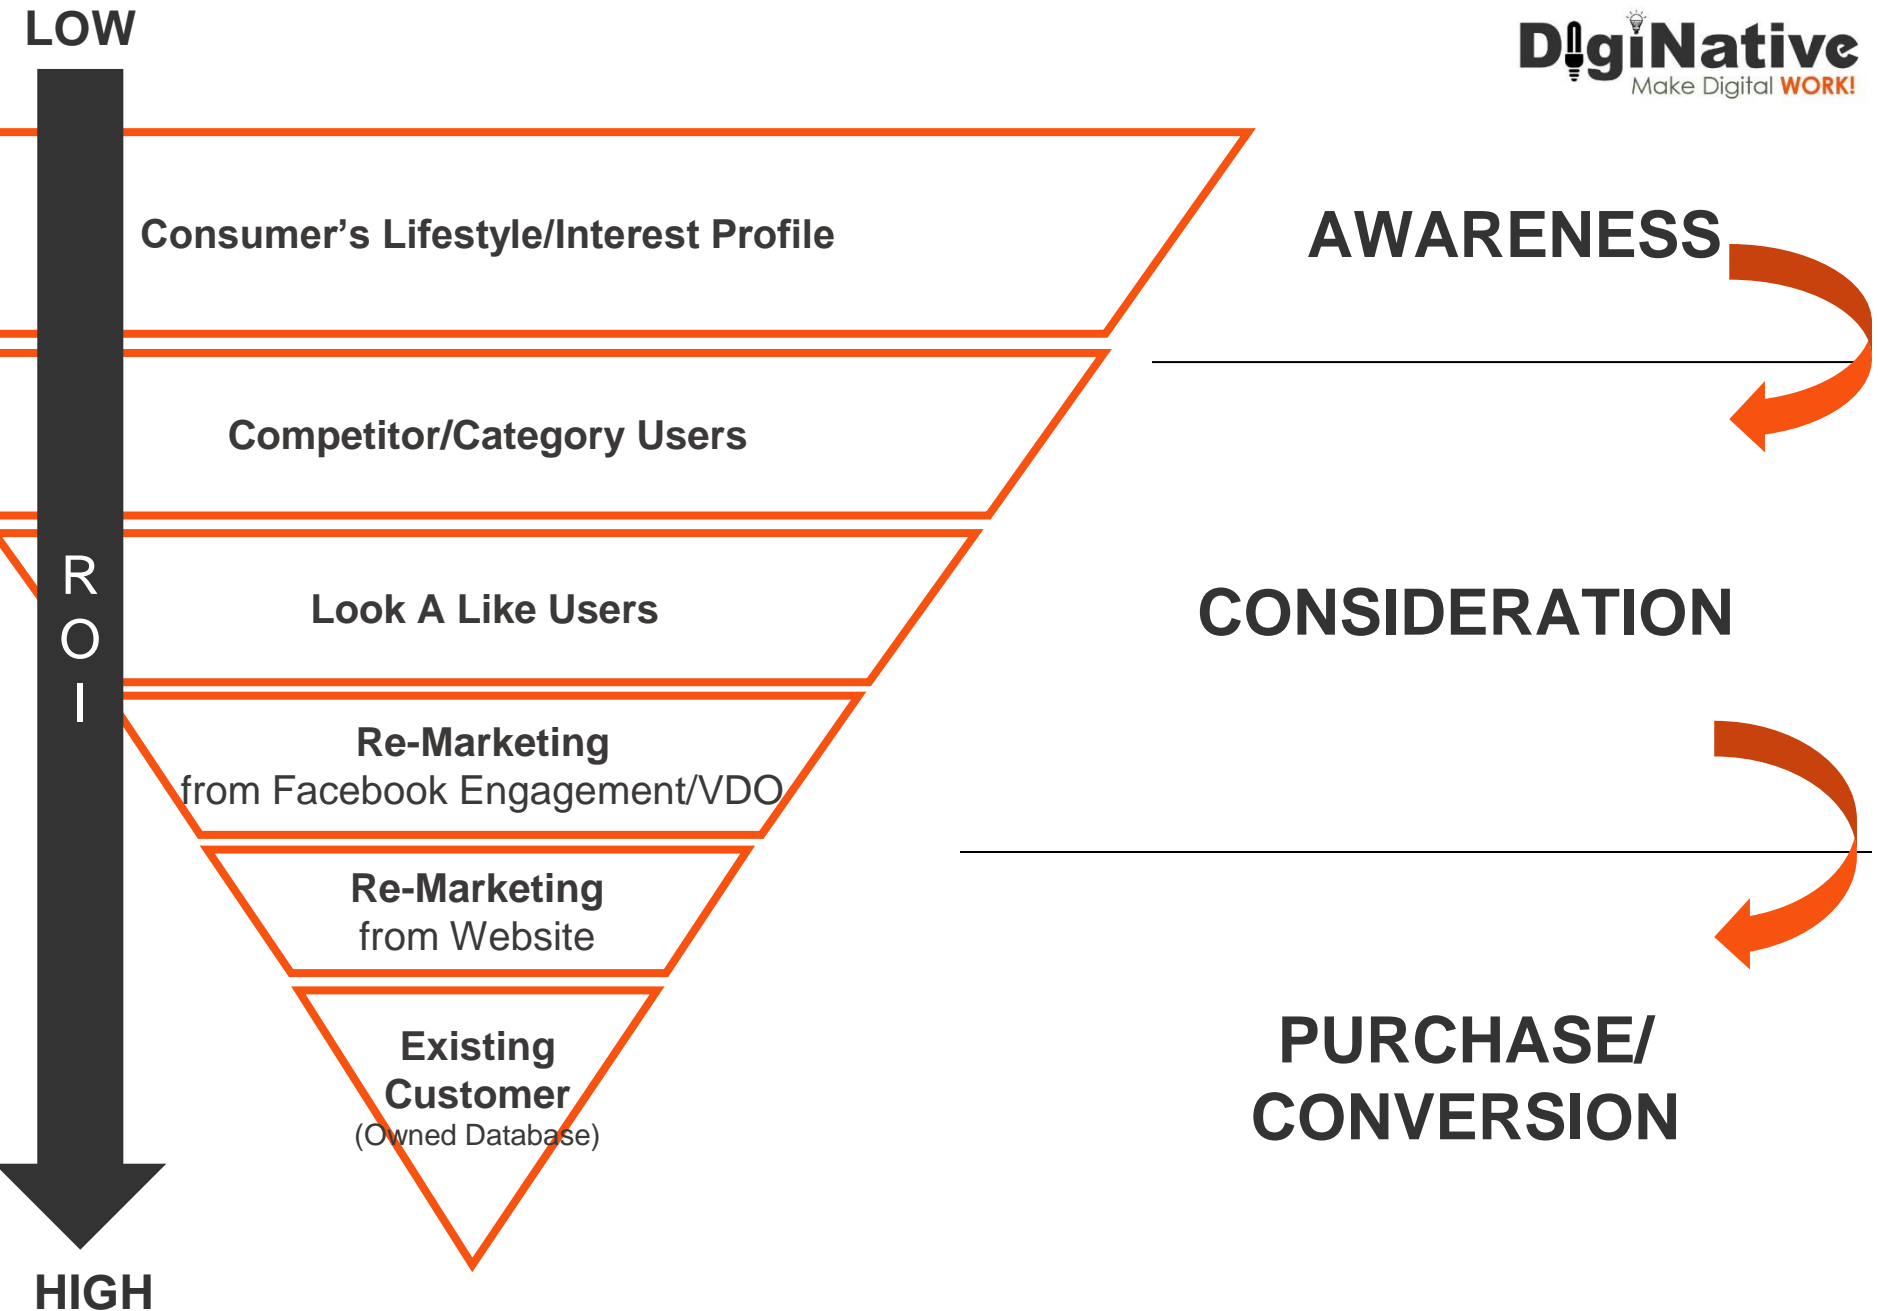 LOW
DigiNative
Make Digital WORK!
Consumer’s Lifestyle/Interest Profile
AWARENESS
Competitor/Category Users
R
O
I
Look A Like Users
CONSIDERATION
Re-Marketing
from Facebook Engagement/VDO
Re-Marketing
from Website
Existing
Customer
(Owned Database)
PURCHASE/
CONVERSION
HIGH